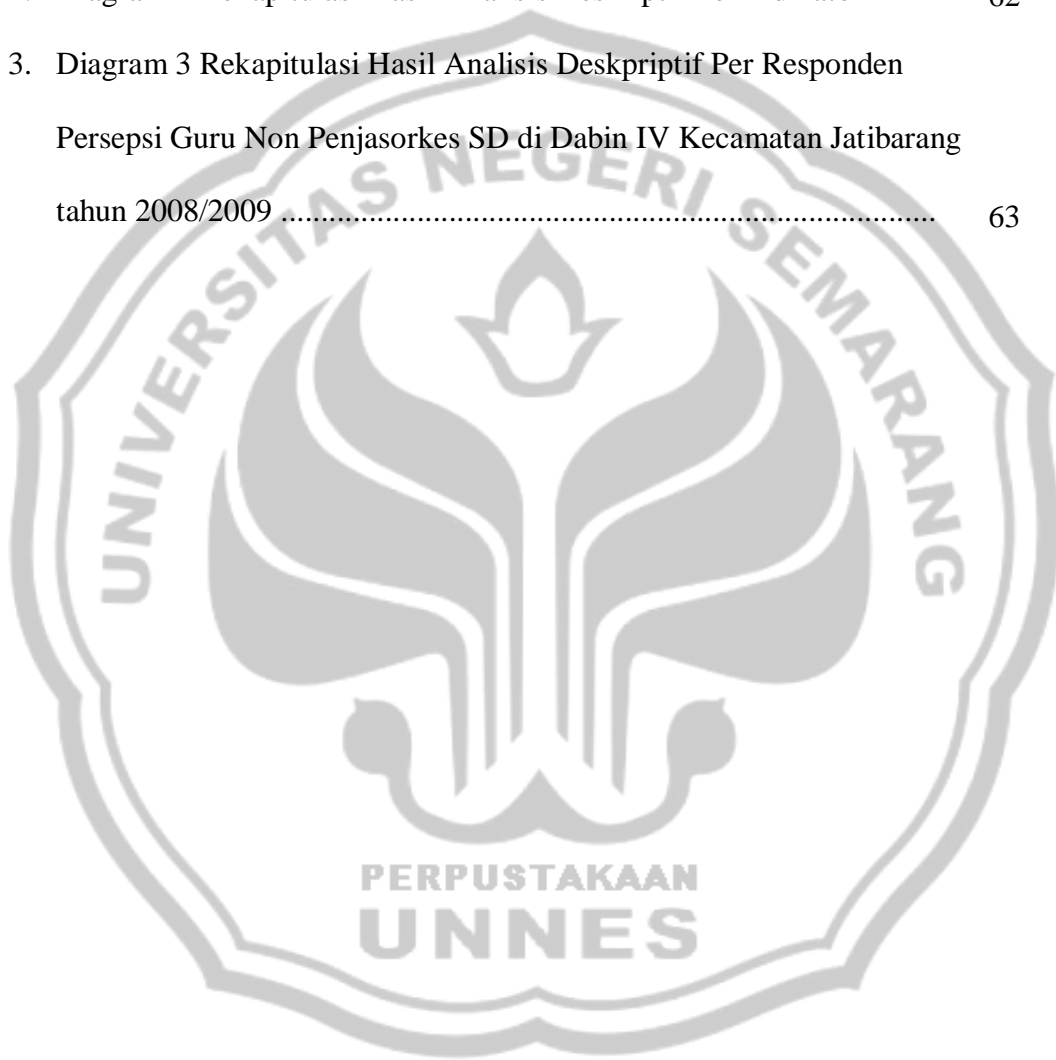 62
3. Diagram 3 Rekapitulasi Hasil Analisis Deskpriptif Per Responden
Persepsi Guru Non Penjasorkes SD di Dabin IV Kecamatan Jatibarang
tahun 2008/2009 ..................................................................... 63
UNIVERSITAS NEGERI SEMARANG
PERPUSTAKAAN
UNNES